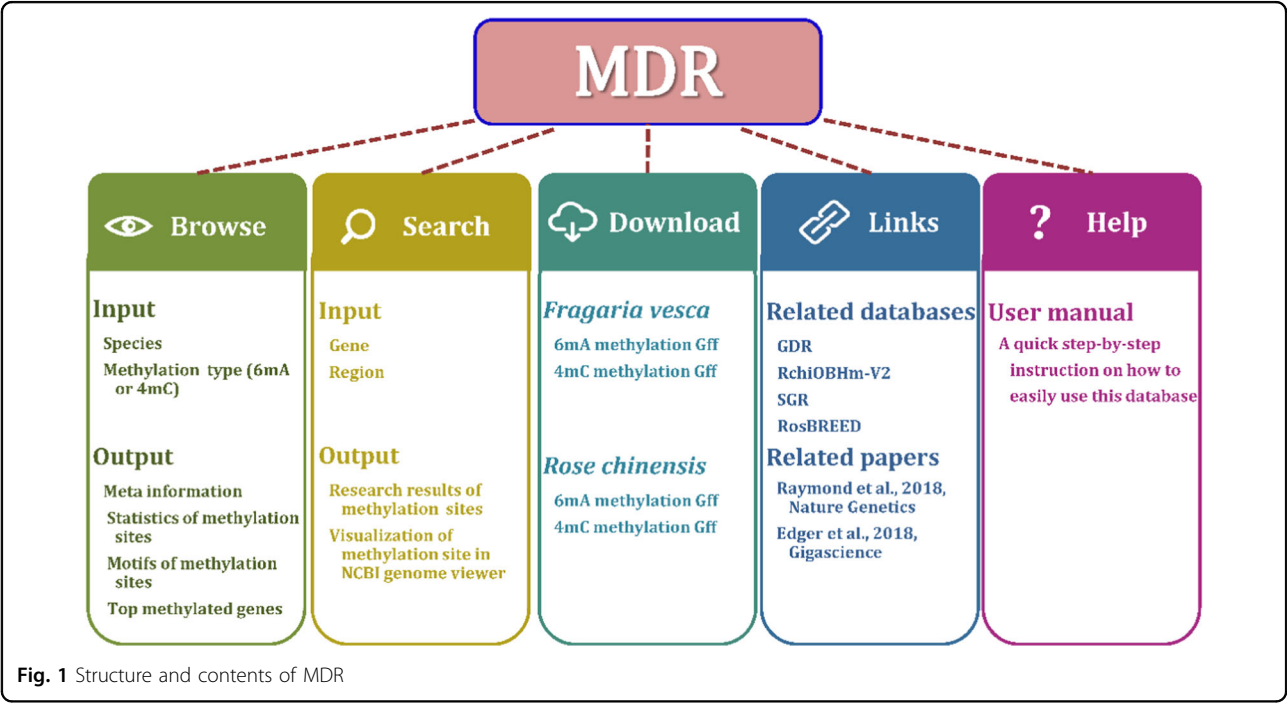 MDR
Browse
Input
Species
Methylation type (6mA
or 4mC)
Output
Meta information
Statistics of methylation
sites
Motifs of methylation
sites
Top methylated genes
Search
Input
Gene
Region
Output
Research results of
methylation sites
Visualization of
methylation site in
NCBI genome viewer
Download
Fragaria vesca
6mA methylation Gff
4mC methylation Gff
Rose chinensis
6mA methylation Gff
4mC methylation Gff
Links
Related databases
GDR
RchiOBHm-V2
SGR
RosBREED
Related papers
Raymond et al., 2018,
Nature Genetics
Edger et al., 2018,
Gigascience
? Help
User manual
A quick step-by-step
instruction on how to
easily use this database
Fig. 1 Structure and contents of MDR